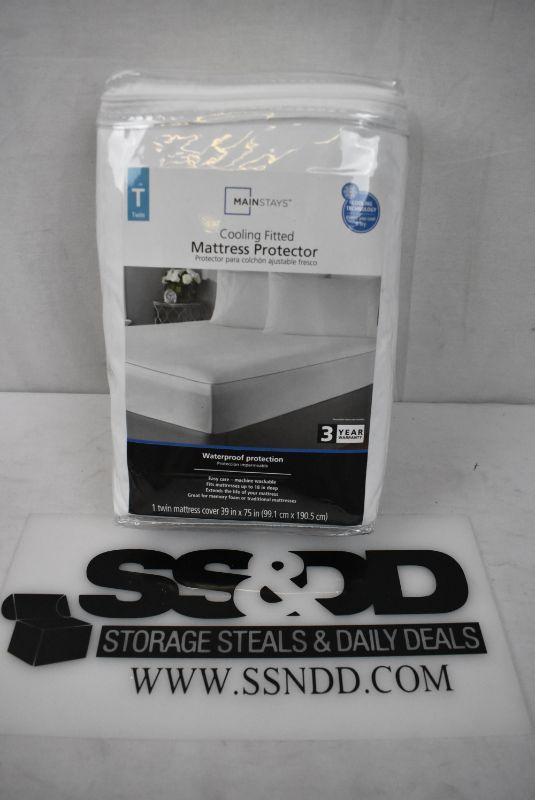 T
Twin
MAINSTAYS™
COOLING
TECHNOLOGY
Cooling Fitted
Mattress Protector
Protector para colchón ajustable fresco
3 YEAR
WARRANTY
Waterproof protection
Protección impermeable
Easy care – machine washable
Fits mattresses up to 18 in deep
Extends the life of your mattress
Great for memory foam or traditional mattresses
1 twin mattress cover 39 in x 75 in (99.1 cm x 190.5 cm)
SS&DD
STORAGE STEALS & DAILY DEALS
WWW.SSNDD.COM